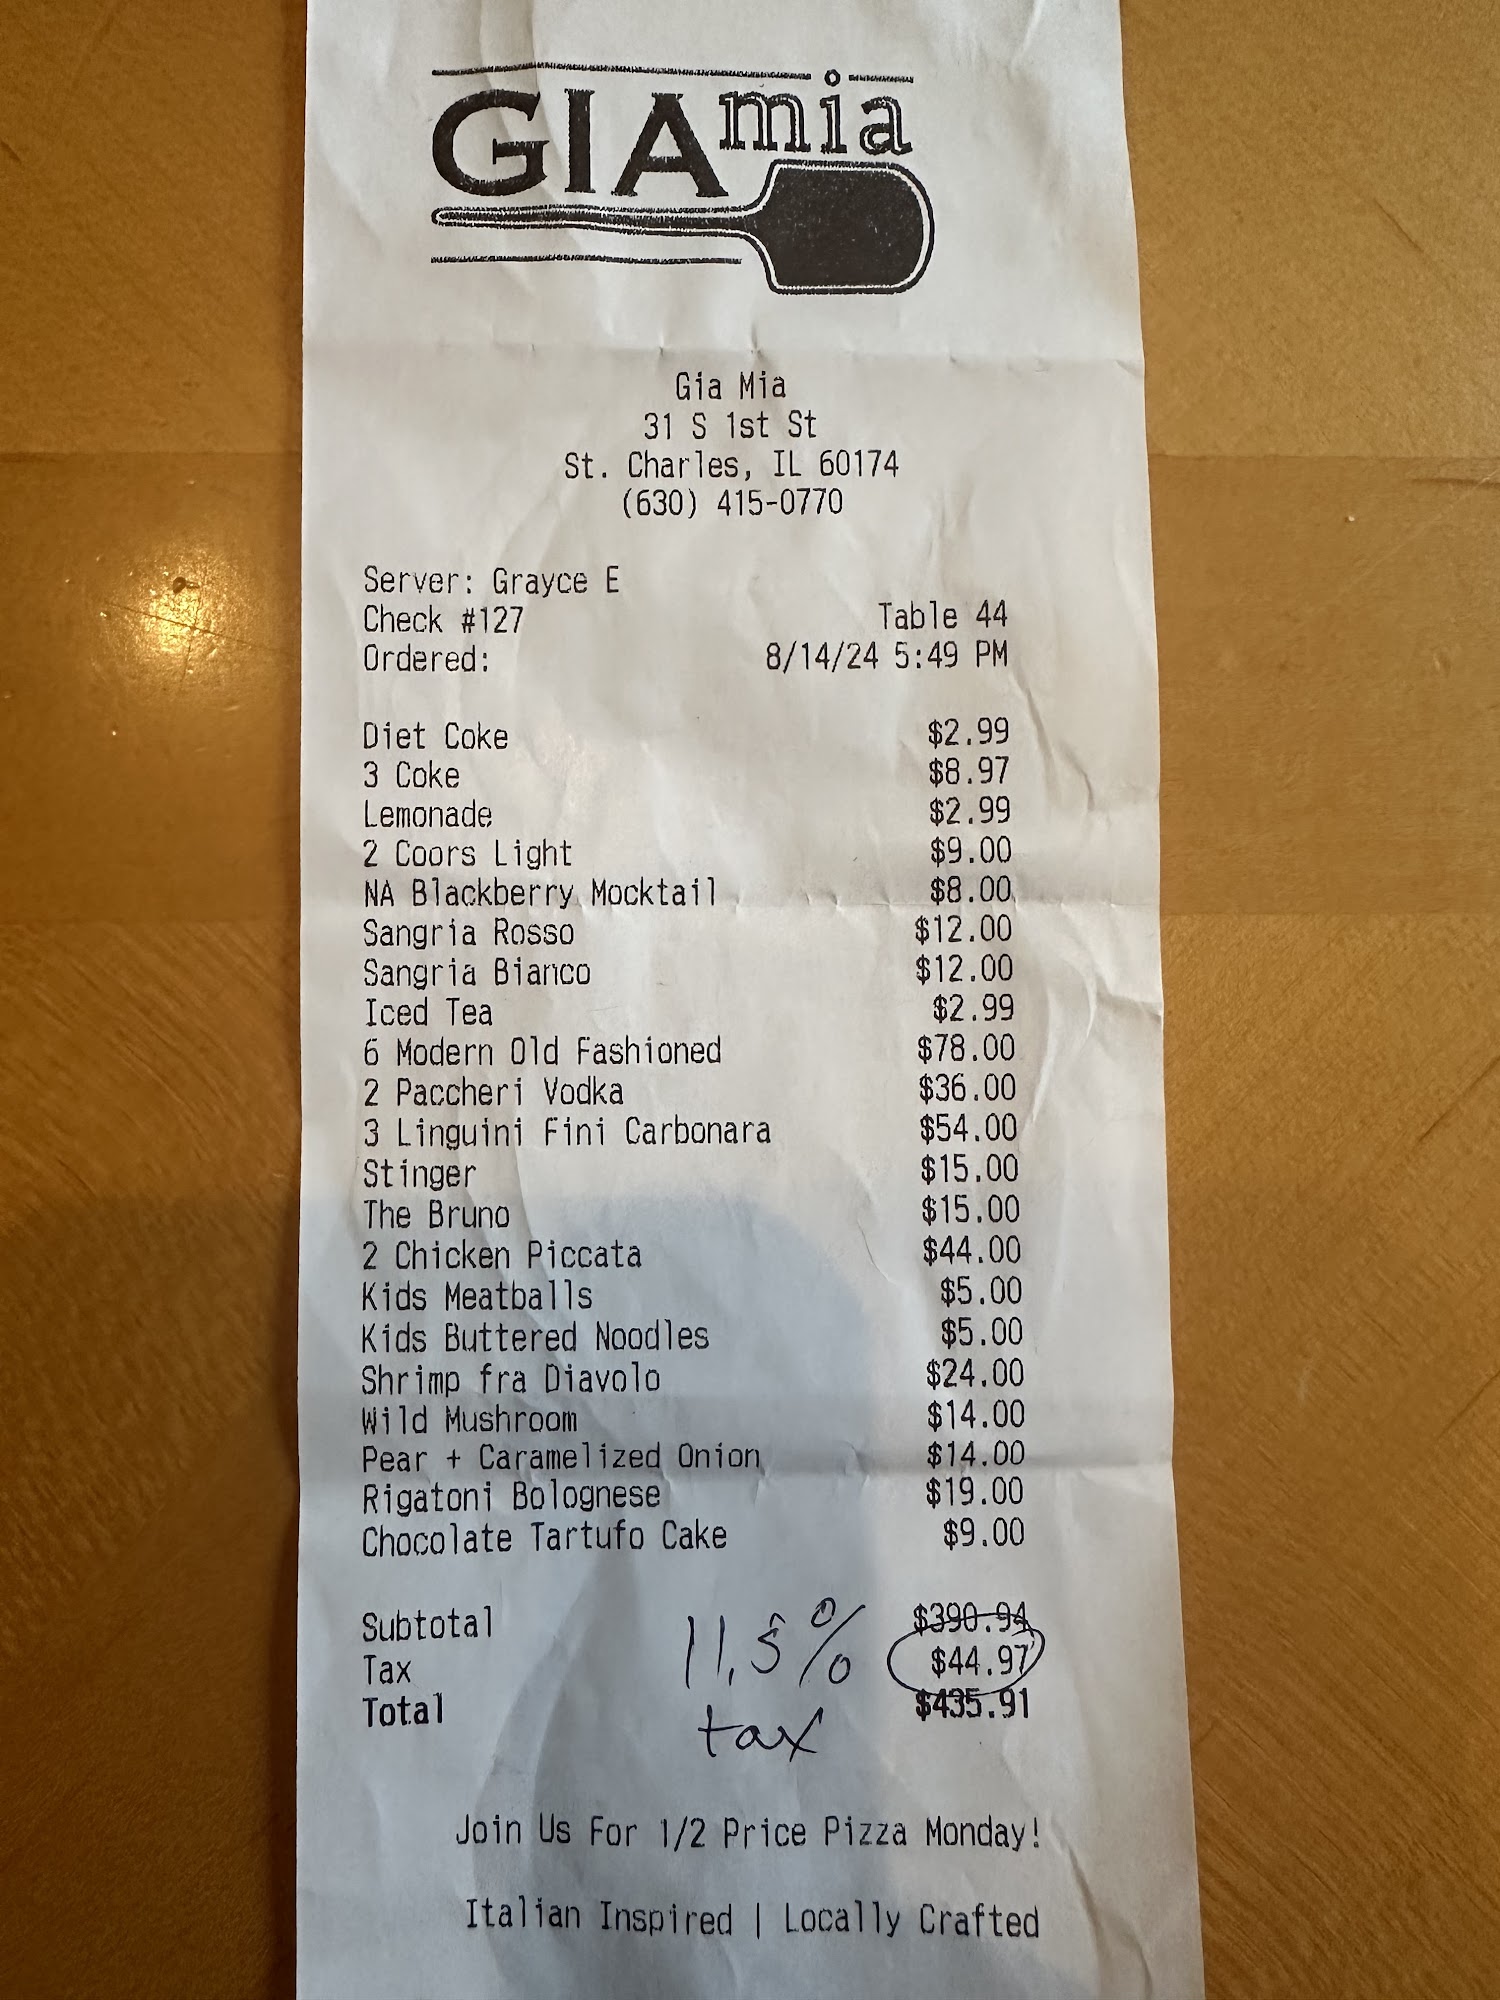 GIA mia
Gia Mia
31 S 1st St
St. Charles, IL 60174
(630) 415-0770
Server: Grayce E
Check #127 Table 44
Ordered: 8/14/24 5:49 PM
Diet Coke $2.99
3 Coke $8.97
Lemonade $2.99
2 Coors Light $9.00
NA Blackberry Mocktail $8.00
Sangria Rosso $12.00
Sangria Bianco $12.00
Iced Tea $2.99
6 Modern Old Fashioned $78.00
2 Paccheri Vodka $36.00
3 Linguini Fini Carbonara $54.00
Stinger $15.00
The Bruno $15.00
2 Chicken Piccata $44.00
Kids Meatballs $5.00
Kids Buttered Noodles $5.00
Shrimp fra Diavolo $24.00
Wild Mushroom $14.00
Pear + Caramelized Onion $14.00
Rigatoni Bolognese $19.00
Chocolate Tartufo Cake $9.00
Subtotal $390.94
Tax 11.5% $44.97
Total tax $435.91
Join Us For 1/2 Price Pizza Monday!
Italian Inspired | Locally Crafted